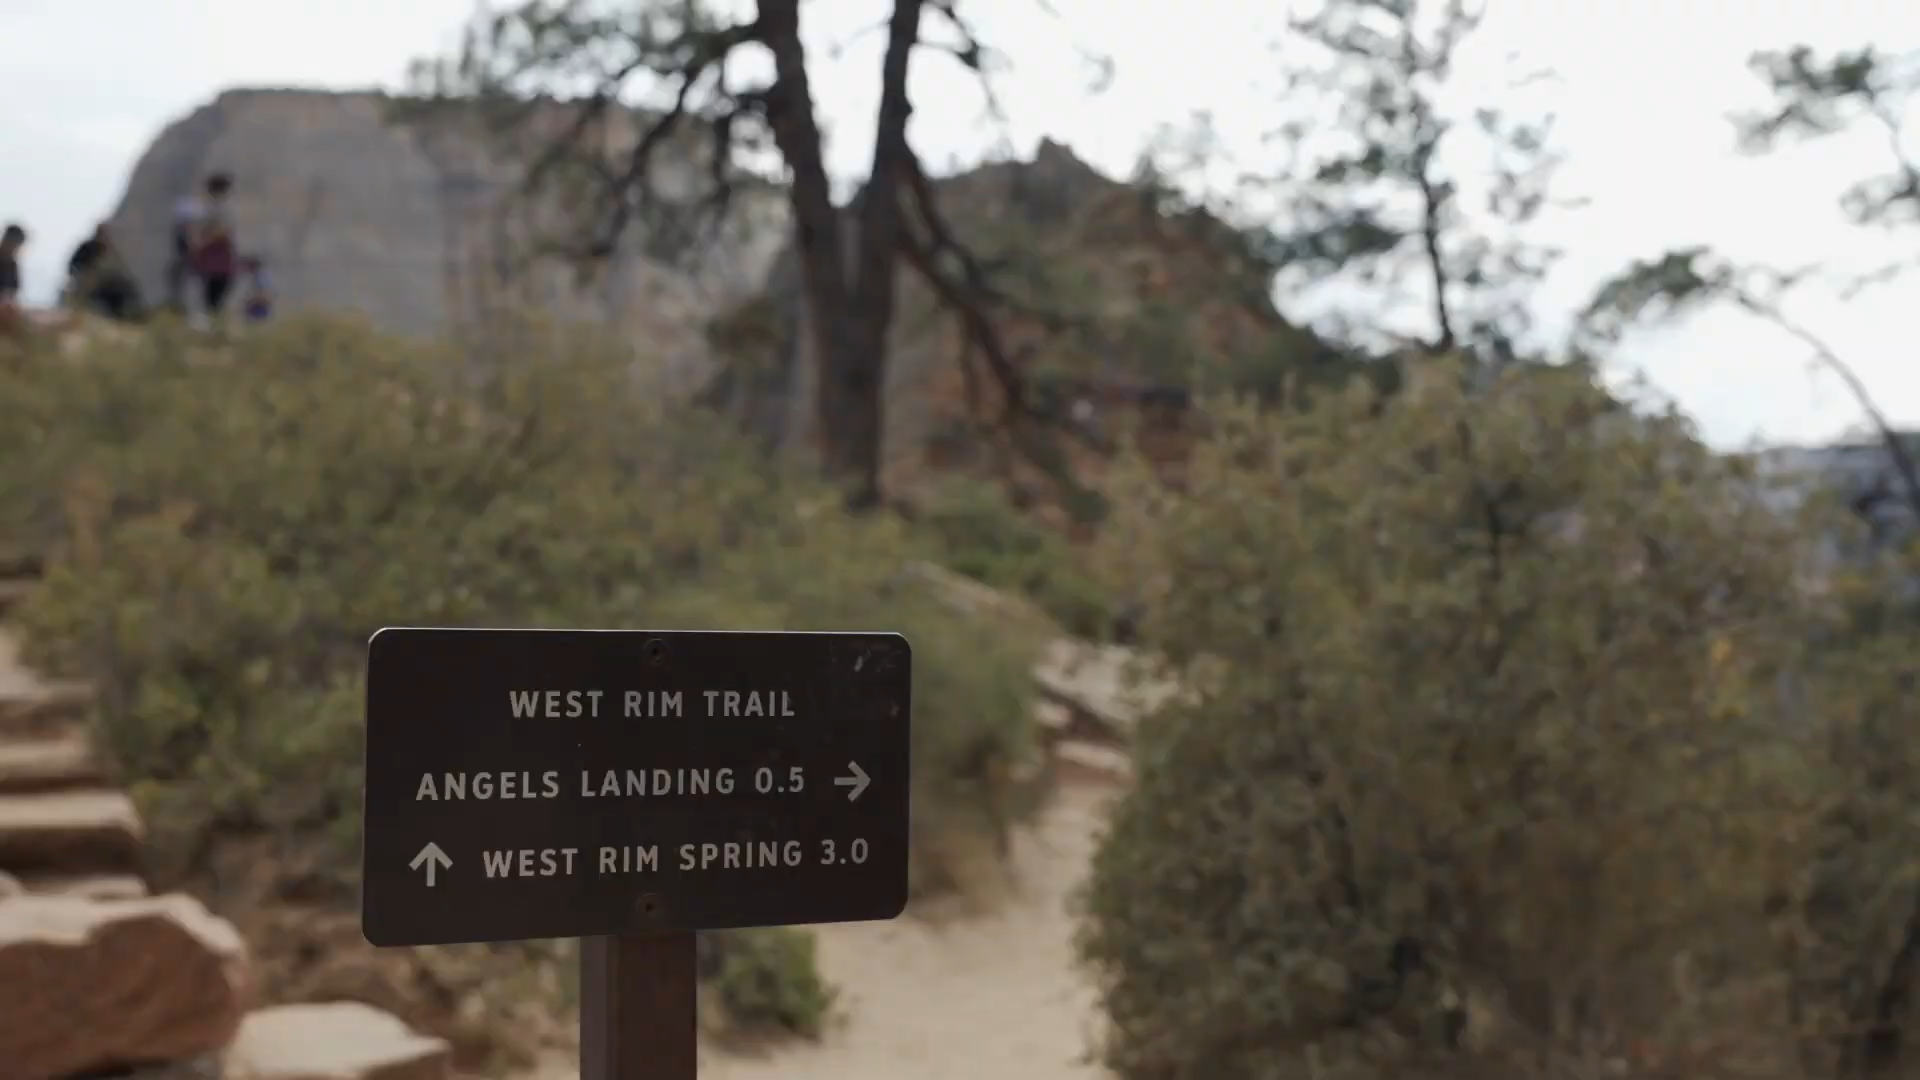 WEST RIM TRAIL
ANGELS LANDING 0.5 →
↑ WEST RIM SPRING 3.0